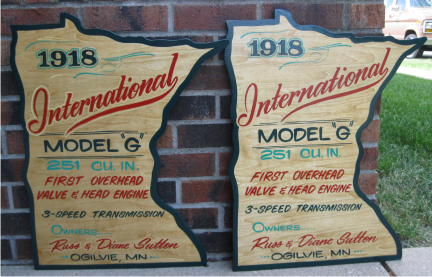 1918
International
MODEL "G"
251 CU. IN.
FIRST OVERHEAD
VALVE & HEAD ENGINE
3-SPEED TRANSMISSION
OWNERS
Russ & Diane Sutton
OGILVIE, MN
1918
International
MODEL "G"
251 CU. IN.
FIRST OVERHEAD
VALVE & HEAD ENGINE
3-SPEED TRANSMISSION
OWNERS
Russ & Diane Sutton
OGILVIE, MN